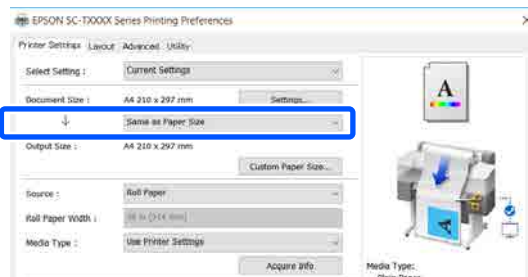 EPSON SC-TXXXX Series Printing Preferences
Printer Settings Layout Advanced Utility
Select Setting : Current Settings
Document Size : A4 210 x 297 mm Settings...
↓ Same as Paper Size
Output Size : A4 210 x 297 mm
Custom Paper Size...
Source : Roll Paper
Roll Paper Width :
Media Type : Use Printer Settings
Acquire Info
A
A
Media Type:
Plain Paper